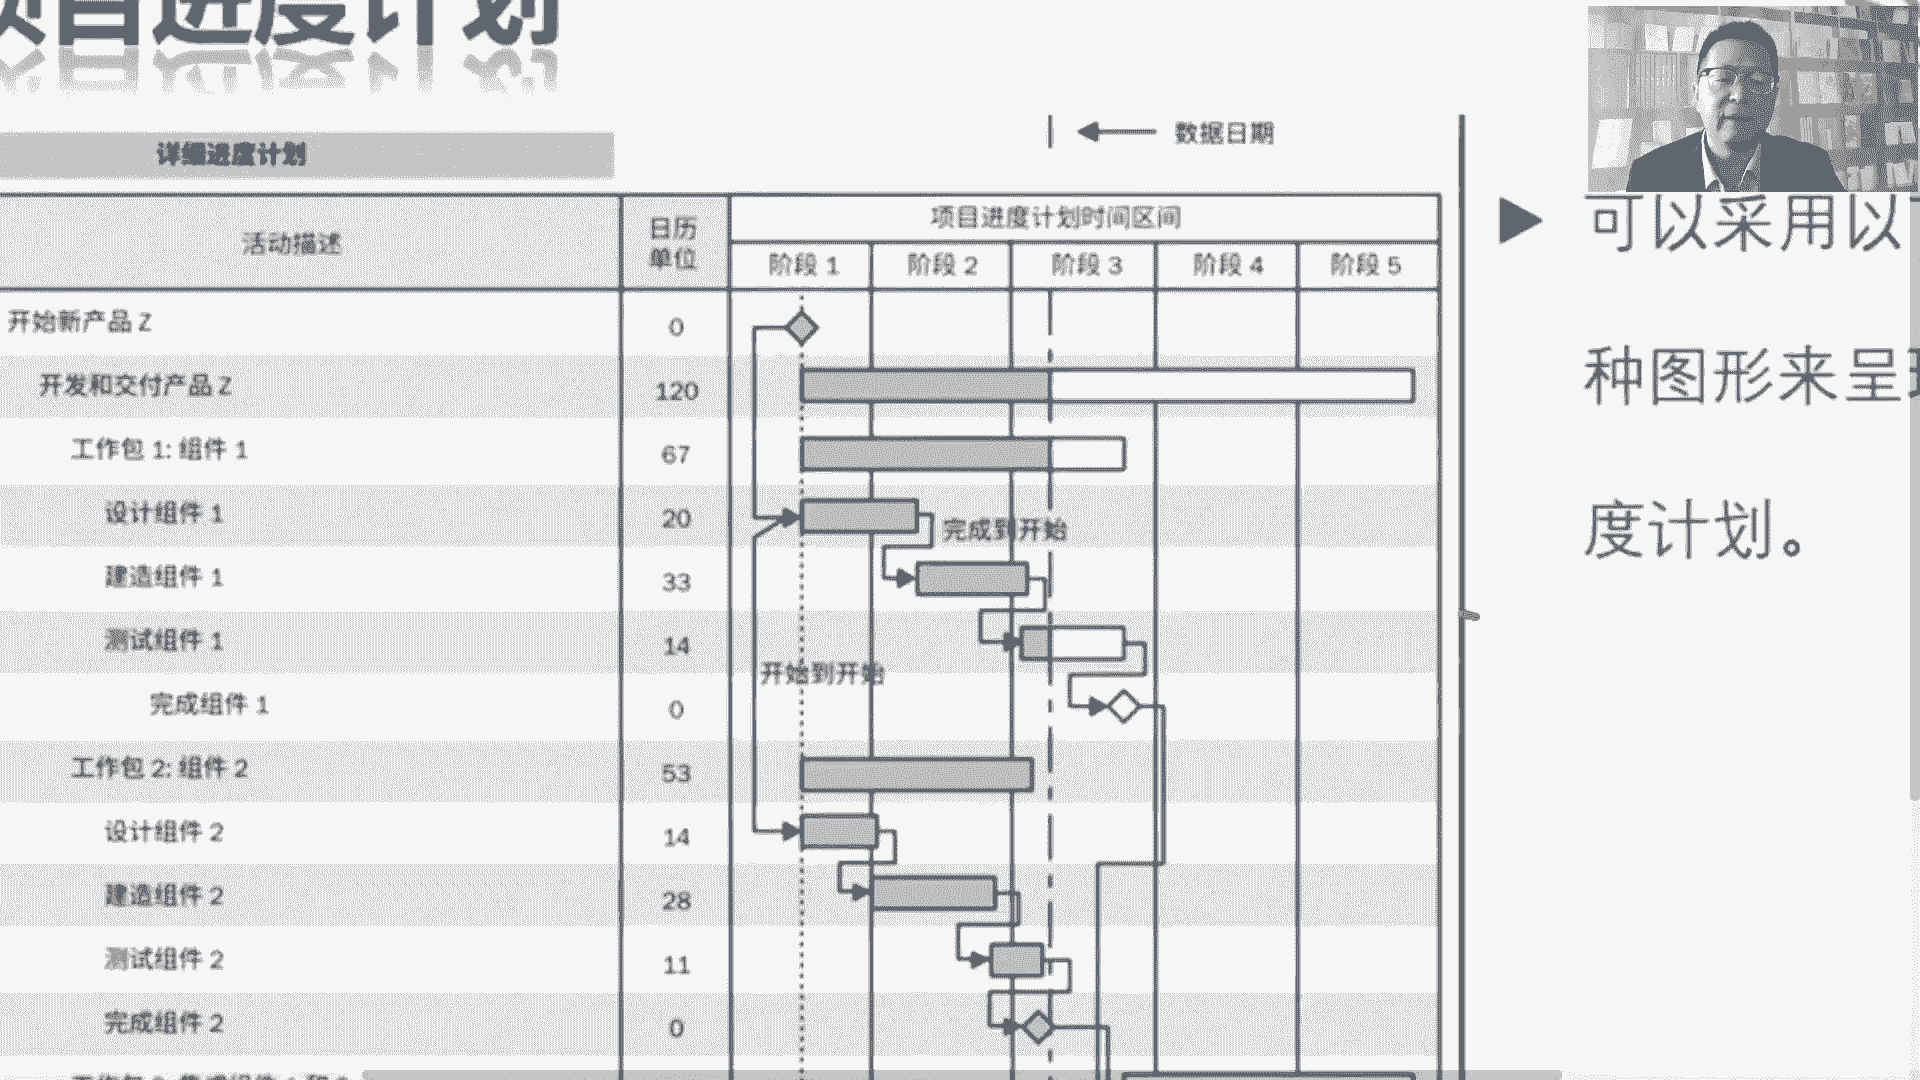 项目进度计划
详细进度计划
数据日期
活动描述
日历
单位
项目进度计划时间区间
阶段 1
阶段 2
阶段 3
阶段 4
阶段 5
开始新产品 Z
0
开发和交付产品 Z
120
工作包 1: 组件 1
67
设计组件 1
20
完成到开始
建造组件 1
33
测试组件 1
14
开始到开始
完成组件 1
0
工作包 2: 组件 2
53
设计组件 2
14
建造组件 2
28
测试组件 2
11
完成组件 2
0
可以采用以
种图形来呈
度计划。